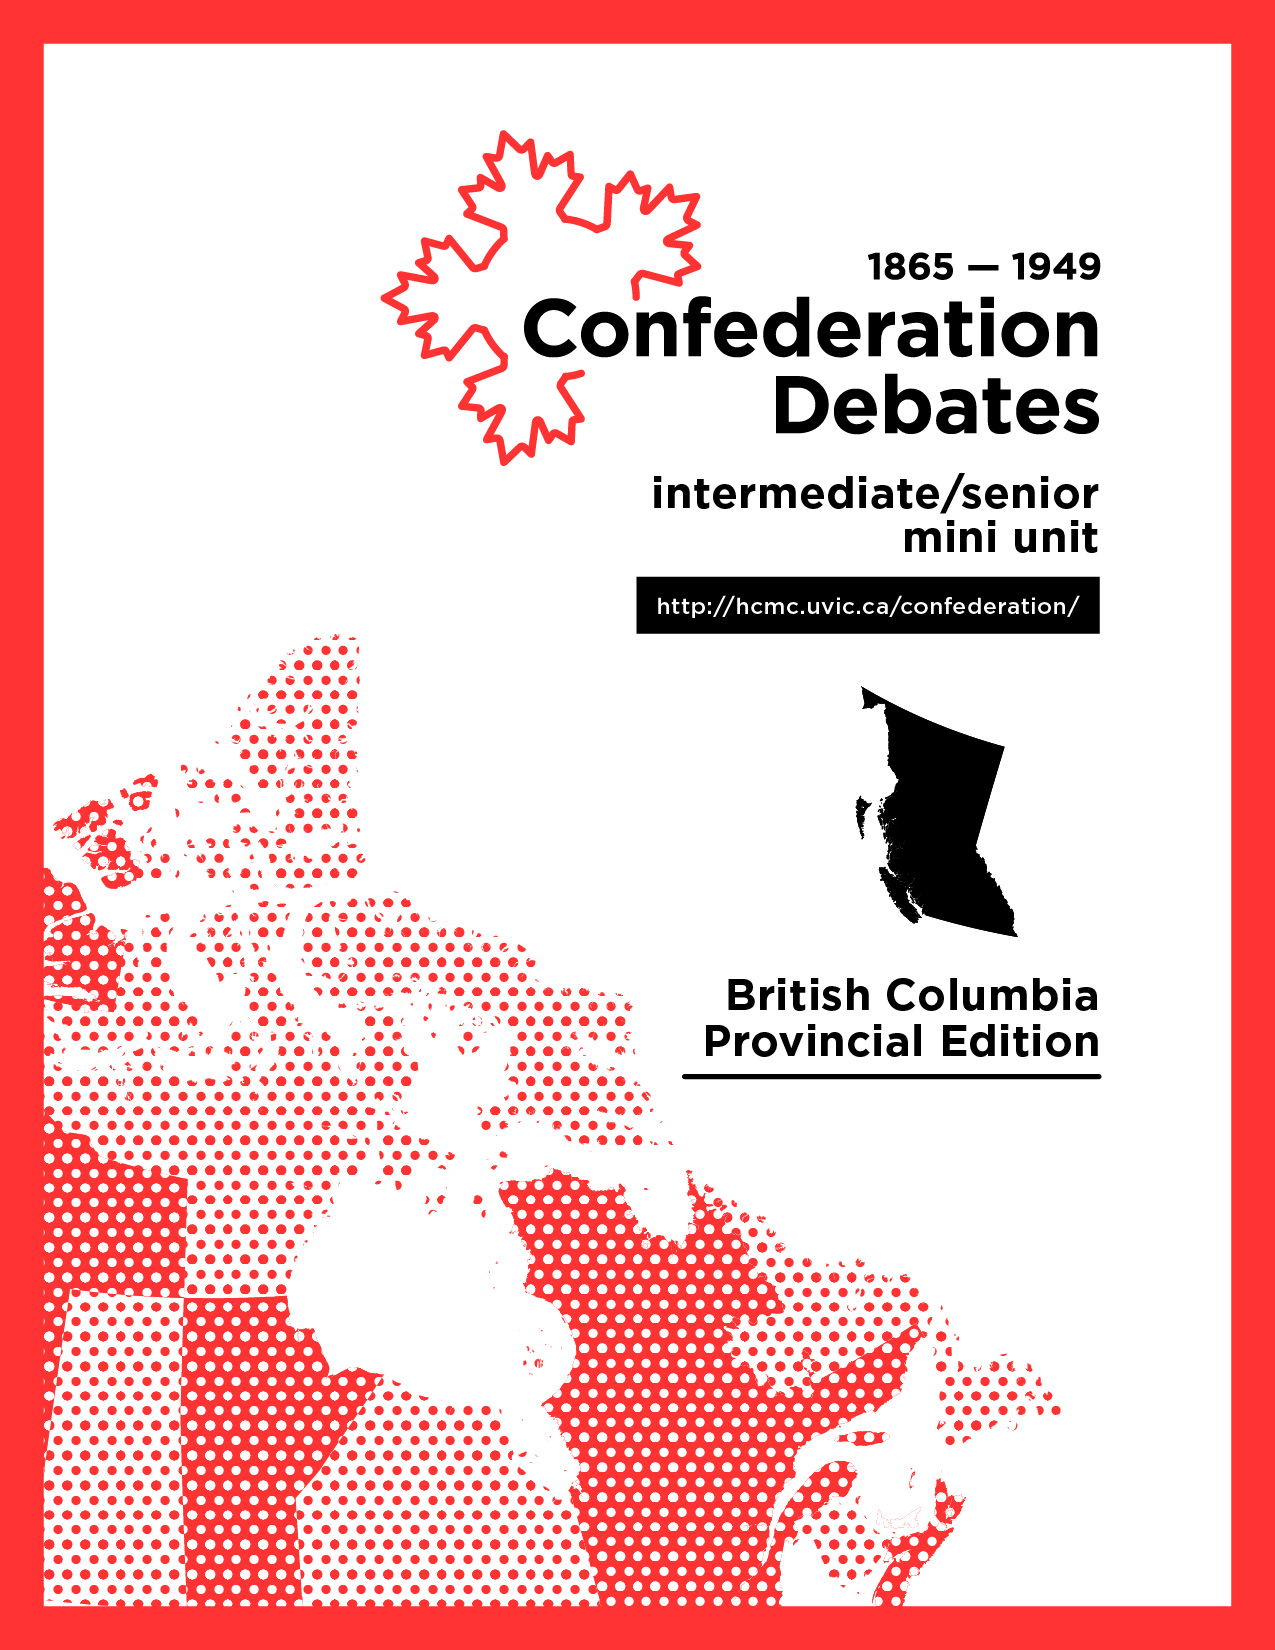 1865 — 1949
Confederation
Debates
intermediate/senior
mini unit
http://hcmc.uvic.ca/confederation/
British Columbia
Provincial Edition